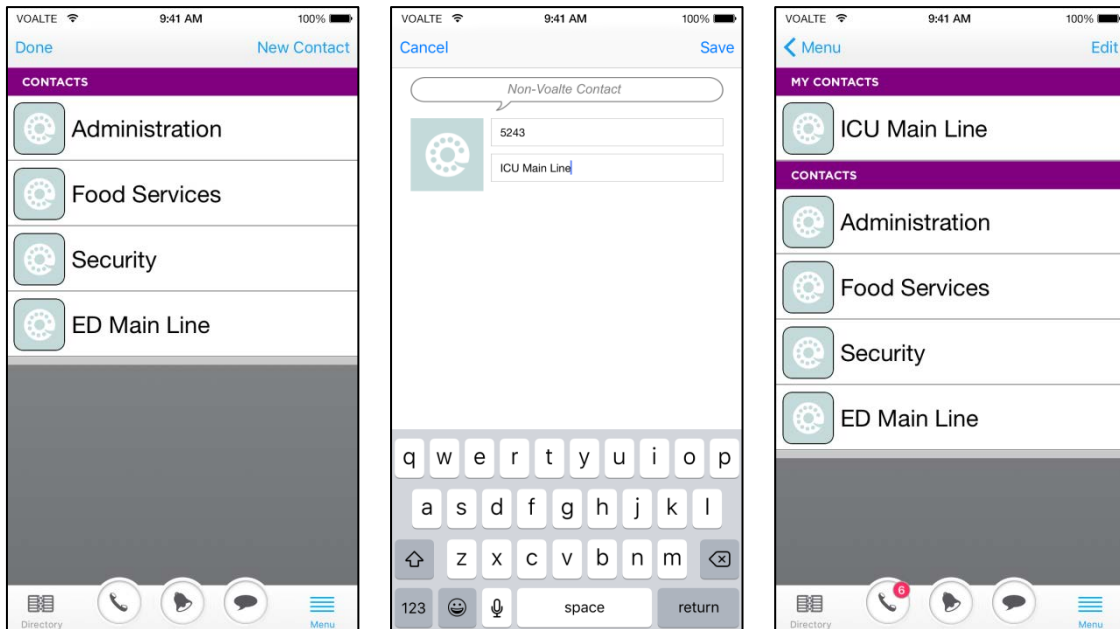 VOALTE 9:41 AM 100%
Done New Contact
CONTACTS
Administration
Food Services
Security
ED Main Line
Directory Menu
VOALTE 9:41 AM 100%
Cancel Save
Non-Voalte Contact
5243
ICU Main Line
q w e r t y u i o p
a s d f g h j k l
z x c v b n m
123 space return
VOALTE 9:41 AM 100%
Menu Edit
MY CONTACTS
ICU Main Line
CONTACTS
Administration
Food Services
Security
ED Main Line
6
Directory Menu